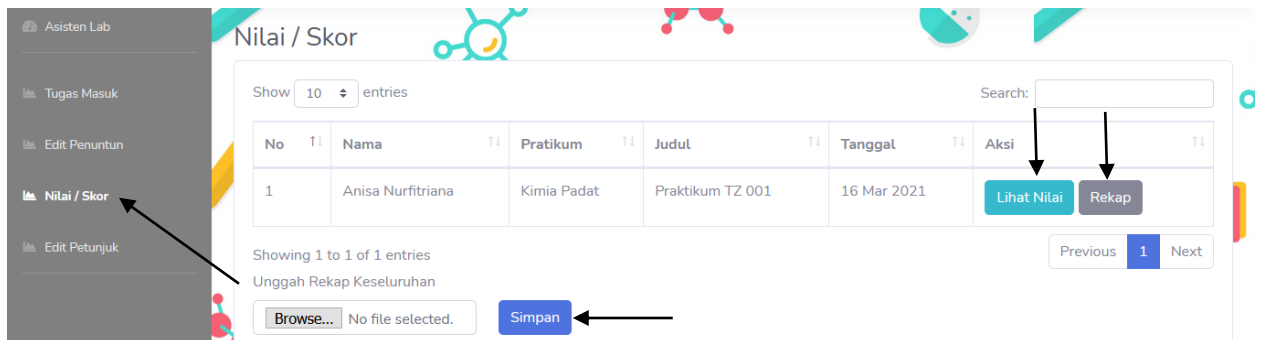 Asisten Lab
Tugas Masuk
Edit Penuntun
Nilai / Skor
Edit Petunjuk
Nilai / Skor
Show 10 entries
Search:
No Nama Pratikum Judul Tanggal Aksi
1 Anisa Nurfitriana Kimia Padat Praktikum TZ 001 16 Mar 2021 Lihat Nilai Rekap
Showing 1 to 1 of 1 entries
Previous 1 Next
Unggah Rekap Keseluruhan
Browse... No file selected. Simpan